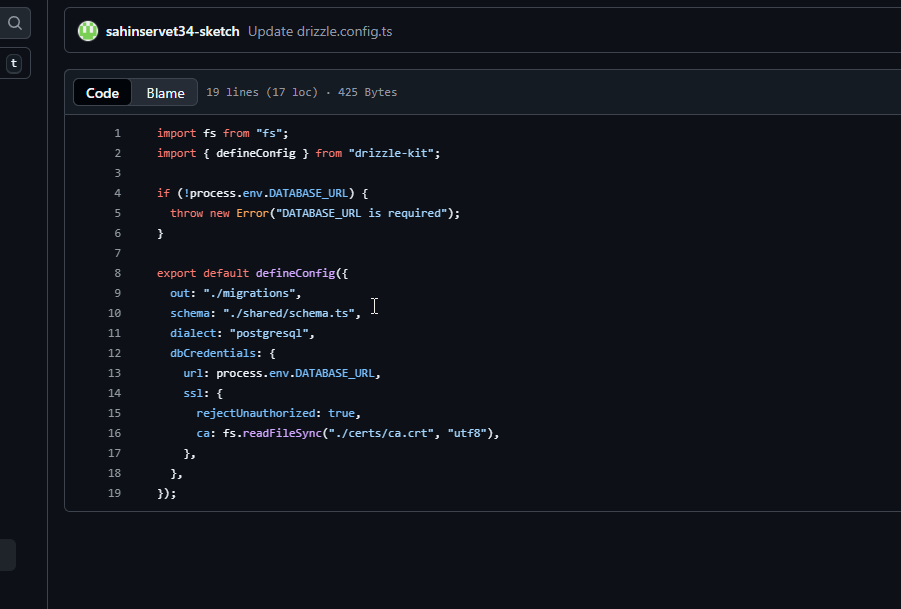 sahinservet34-sketch Update drizzle.config.ts
t
Code Blame 19 lines (17 loc) · 425 Bytes
1 import fs from "fs";
2 import { defineConfig } from "drizzle-kit";
3
4 if (!process.env.DATABASE_URL) {
5   throw new Error("DATABASE_URL is required");
6 }
7
8 export default defineConfig({
9   out: "./migrations",
10   schema: "./shared/schema.ts",
11   dialect: "postgresql",
12   dbCredentials: {
13     url: process.env.DATABASE_URL,
14     ssl: {
15       rejectUnauthorized: true,
16       ca: fs.readFileSync("./certs/ca.crt", "utf8"),
17     },
18   },
19 });